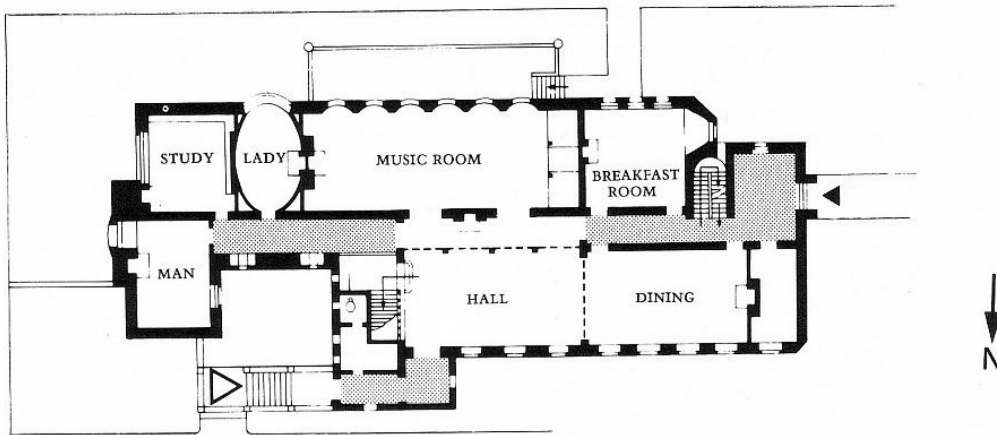 STUDY
LADY
MUSIC ROOM
BREAKFAST
ROOM
MAN
HALL
DINING
N